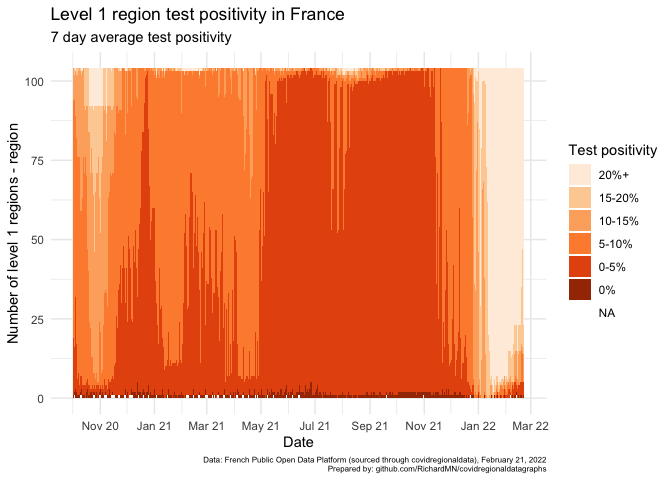 Level 1 region test positivity in France
7 day average test positivity
Number of level 1 regions - region
100
75
50
25
0
Nov 20
Jan 21
Mar 21
May 21
Jul 21
Sep 21
Nov 21
Jan 22
Mar 22
Date
Test positivity
20%+
15-20%
10-15%
5-10%
0-5%
0%
NA
Data: French Public Open Data Platform (sourced through covidregionaldata), February 21, 2022
Prepared by: github.com/RichardMN/covidregionaldatagraphs